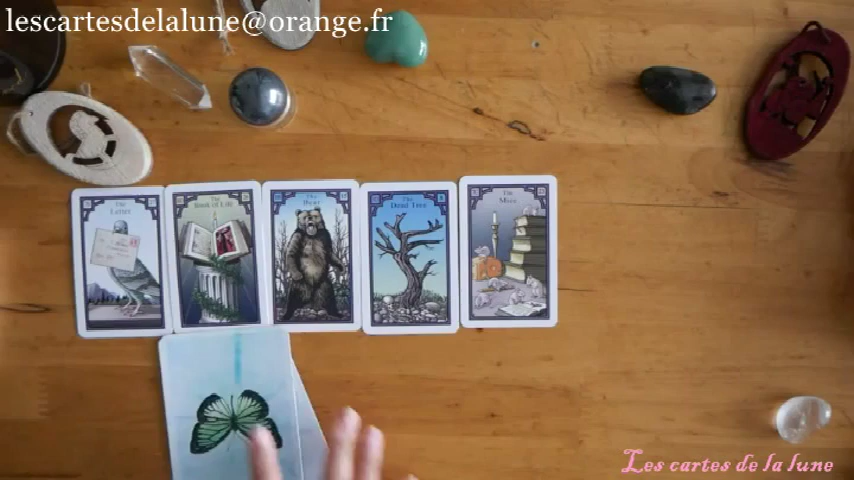 lescartesdelalune@orange.fr
The
Letter
The
Book of Life
The
Bear
The
Dead Tree
The
Mice
Les cartes de la lune